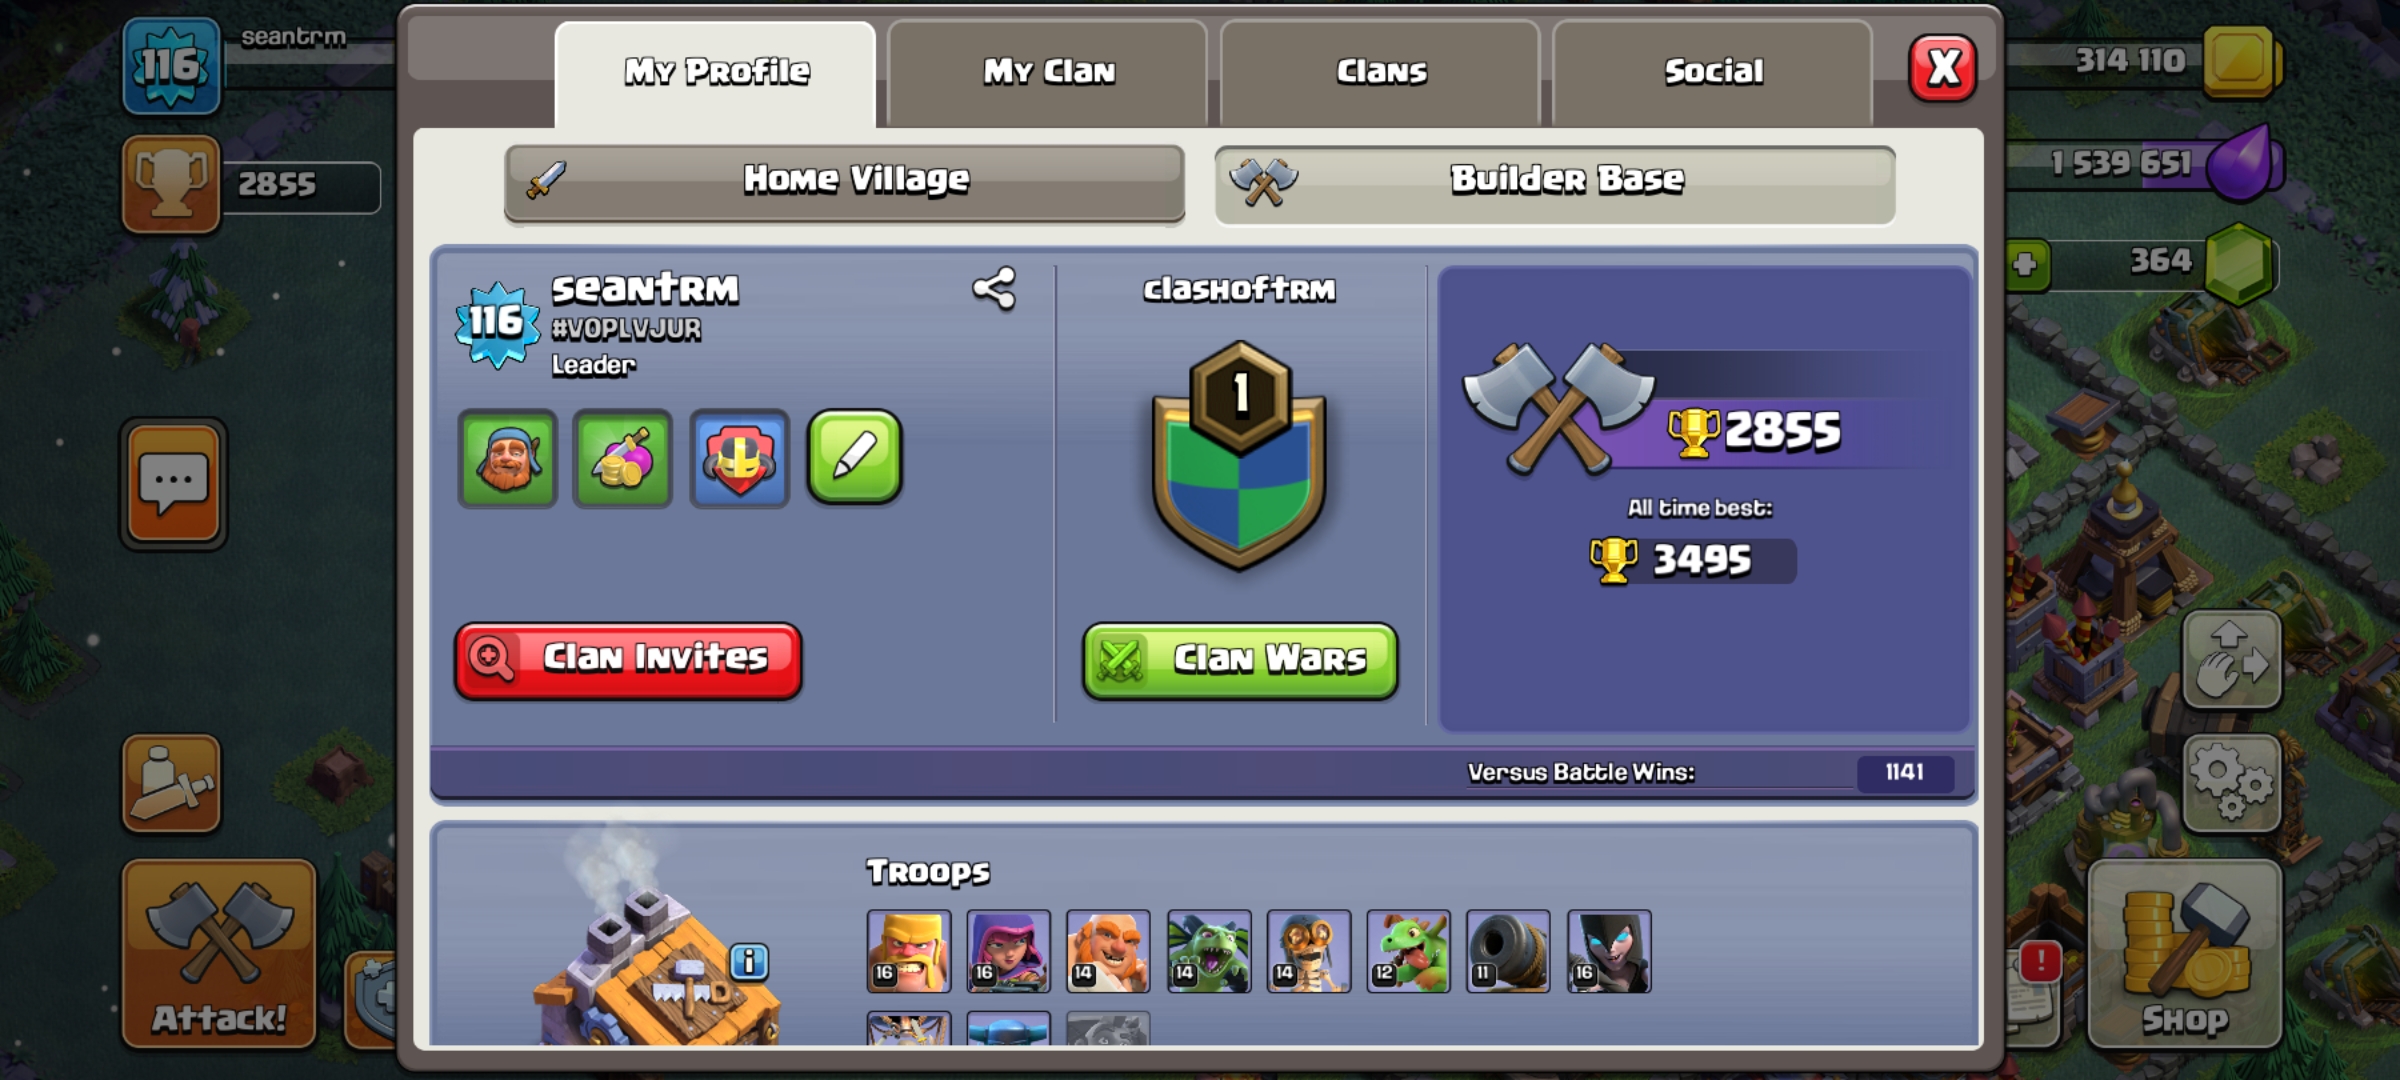 116
seantrm
2855
My Profile
My Clan
Clans
Social
X
314 110
1 539 651
364
Home Village
Builder Base
116
seantrm
#V0PLVJUR
Leader
clashoftrm
1
2855
All time best:
3495
Clan Invites
Clan Wars
Versus Battle Wins:
1141
Troops
16
16
14
14
14
12
11
16
i
Attack!
!
Shop